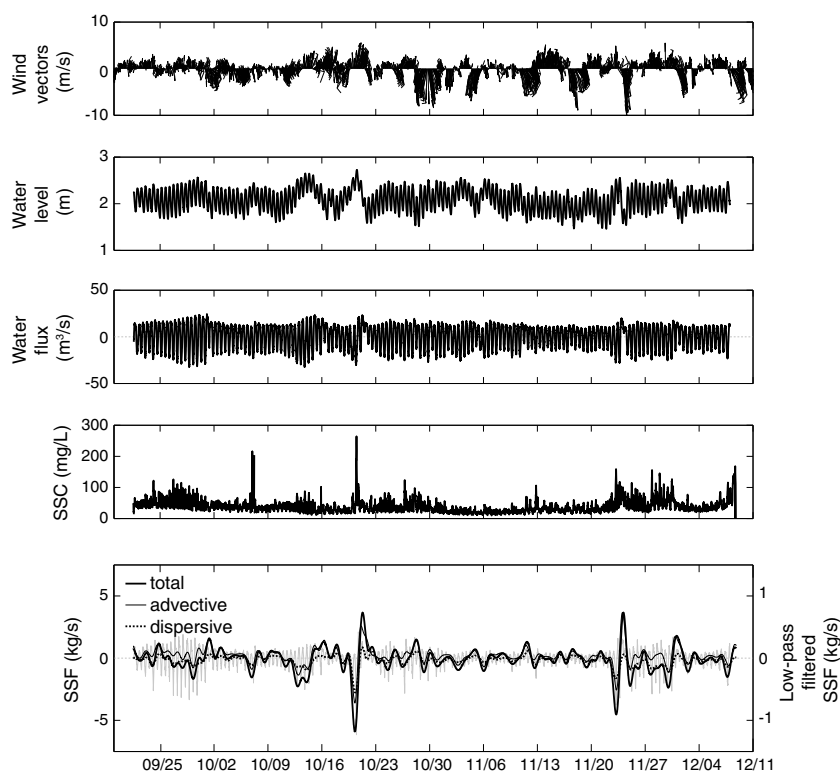 Wind
vectors
(m/s)
10
0
-10
Water
level
(m)
3
2
1
Water
flux
(m³/s)
50
0
-50
SSC (mg/L)
300
200
100
0
SSF (kg/s)
5
0
-5
total
advective
dispersive
1
0
-1
Low-pass
filtered
SSF (kg/s)
09/25 10/02 10/09 10/16 10/23 10/30 11/06 11/13 11/20 11/27 12/04 12/11